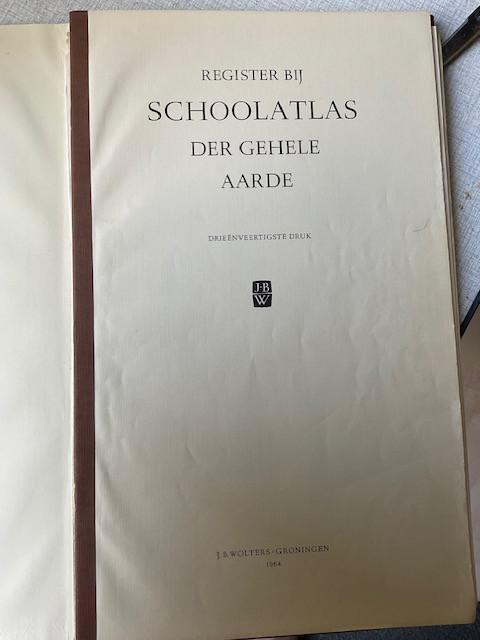 REGISTER BIJ
SCHOOLATLAS
DER GEHELE
AARDE
DRIEËNVEERTIGSTE DRUK
J·B
W
J. B. WOLTERS · GRONINGEN
1964